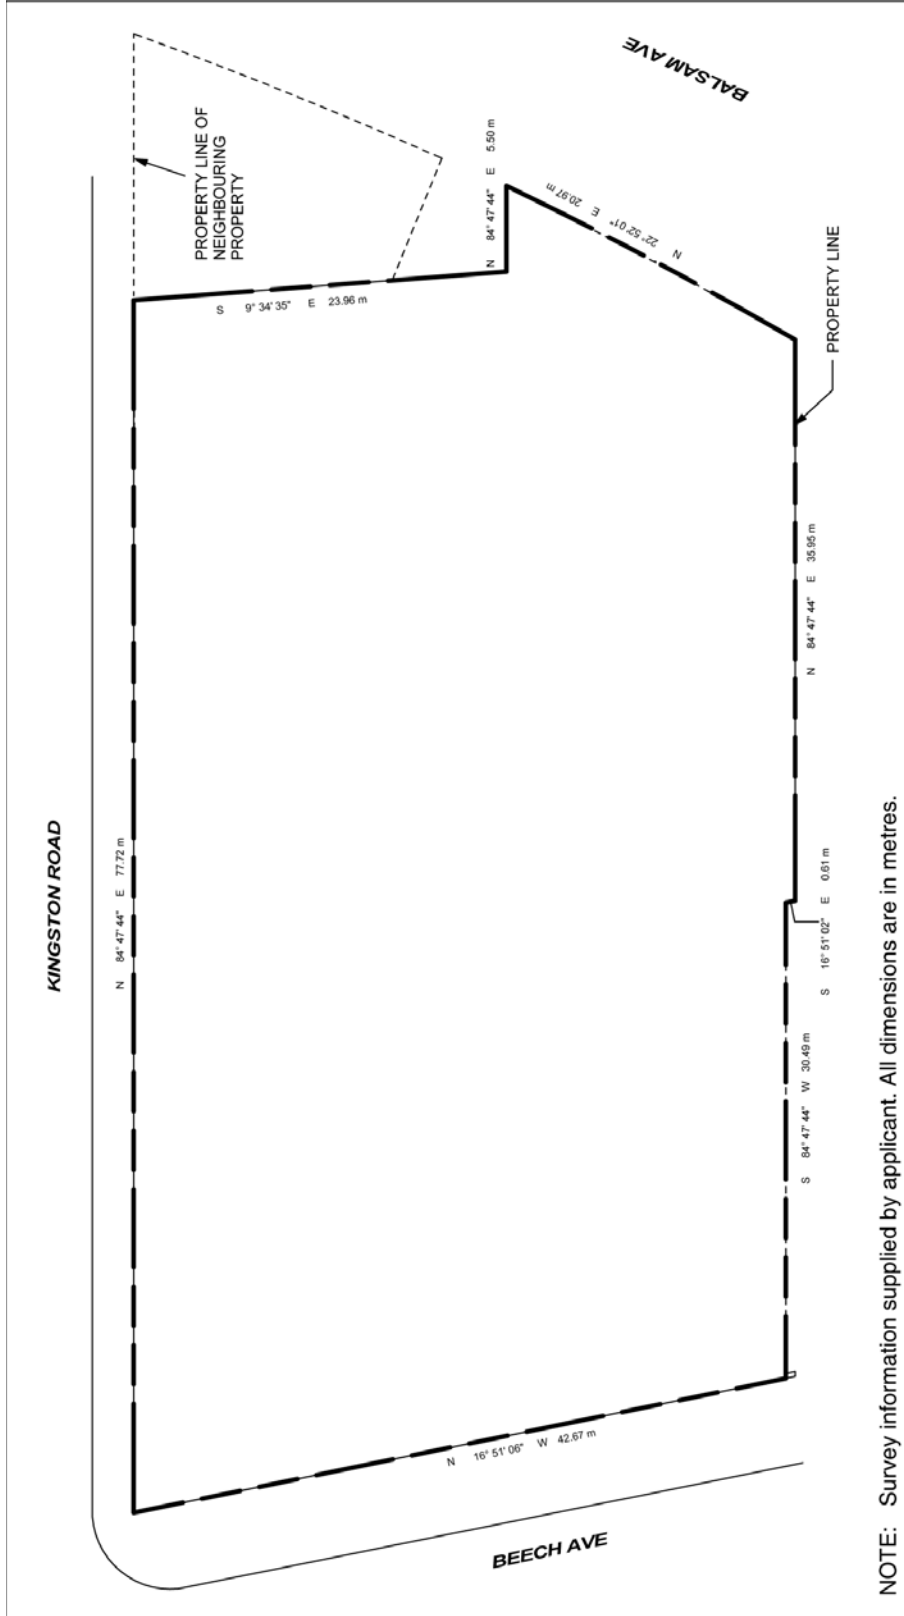 KINGSTON ROAD
N 84° 47' 44" E 77.72 m
PROPERTY LINE OF
NEIGHBOURING
PROPERTY
BALSAM AVE
S 9° 34' 35" E 23.96 m
N 84° 47' 44" E 5.50 m
N 22° 52' 01" E 20.97 m
PROPERTY LINE
N 84° 47' 44" E 35.95 m
S 16° 51' 02" E 0.61 m
S 84° 47' 44" W 30.49 m
N 16° 51' 06" W 42.67 m
BEECH AVE
NOTE: Survey information supplied by applicant. All dimensions are in metres.